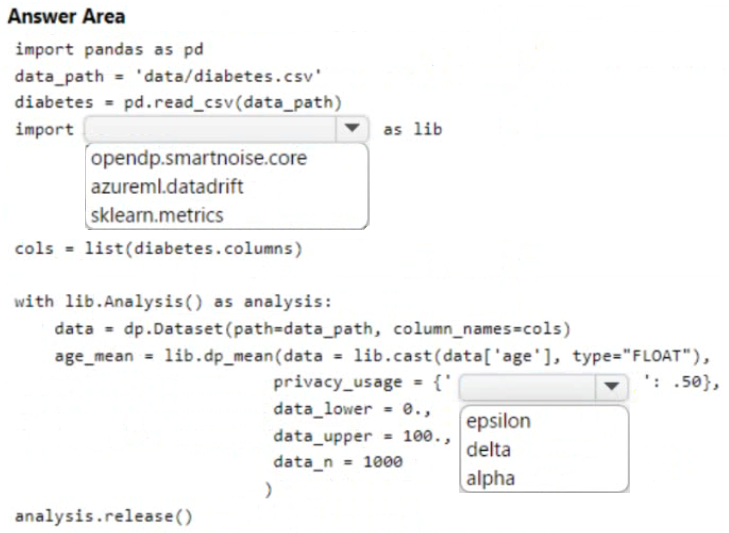 Answer Area
import pandas as pd
data_path = 'data/diabetes.csv'
diabetes = pd.read_csv(data_path)
import as lib
opendp.smartnoise.core
azureml.datadrift
sklearn.metrics
cols = list(diabetes.columns)
with lib.Analysis() as analysis:
data = dp.Dataset(path=data_path, column_names=cols)
age_mean = lib.dp_mean(data = lib.cast(data['age'], type="FLOAT"),
privacy_usage = {' ': .50},
data_lower = 0.,
epsilon
data_upper = 100.,
delta
data_n = 1000
alpha
)
analysis.release()